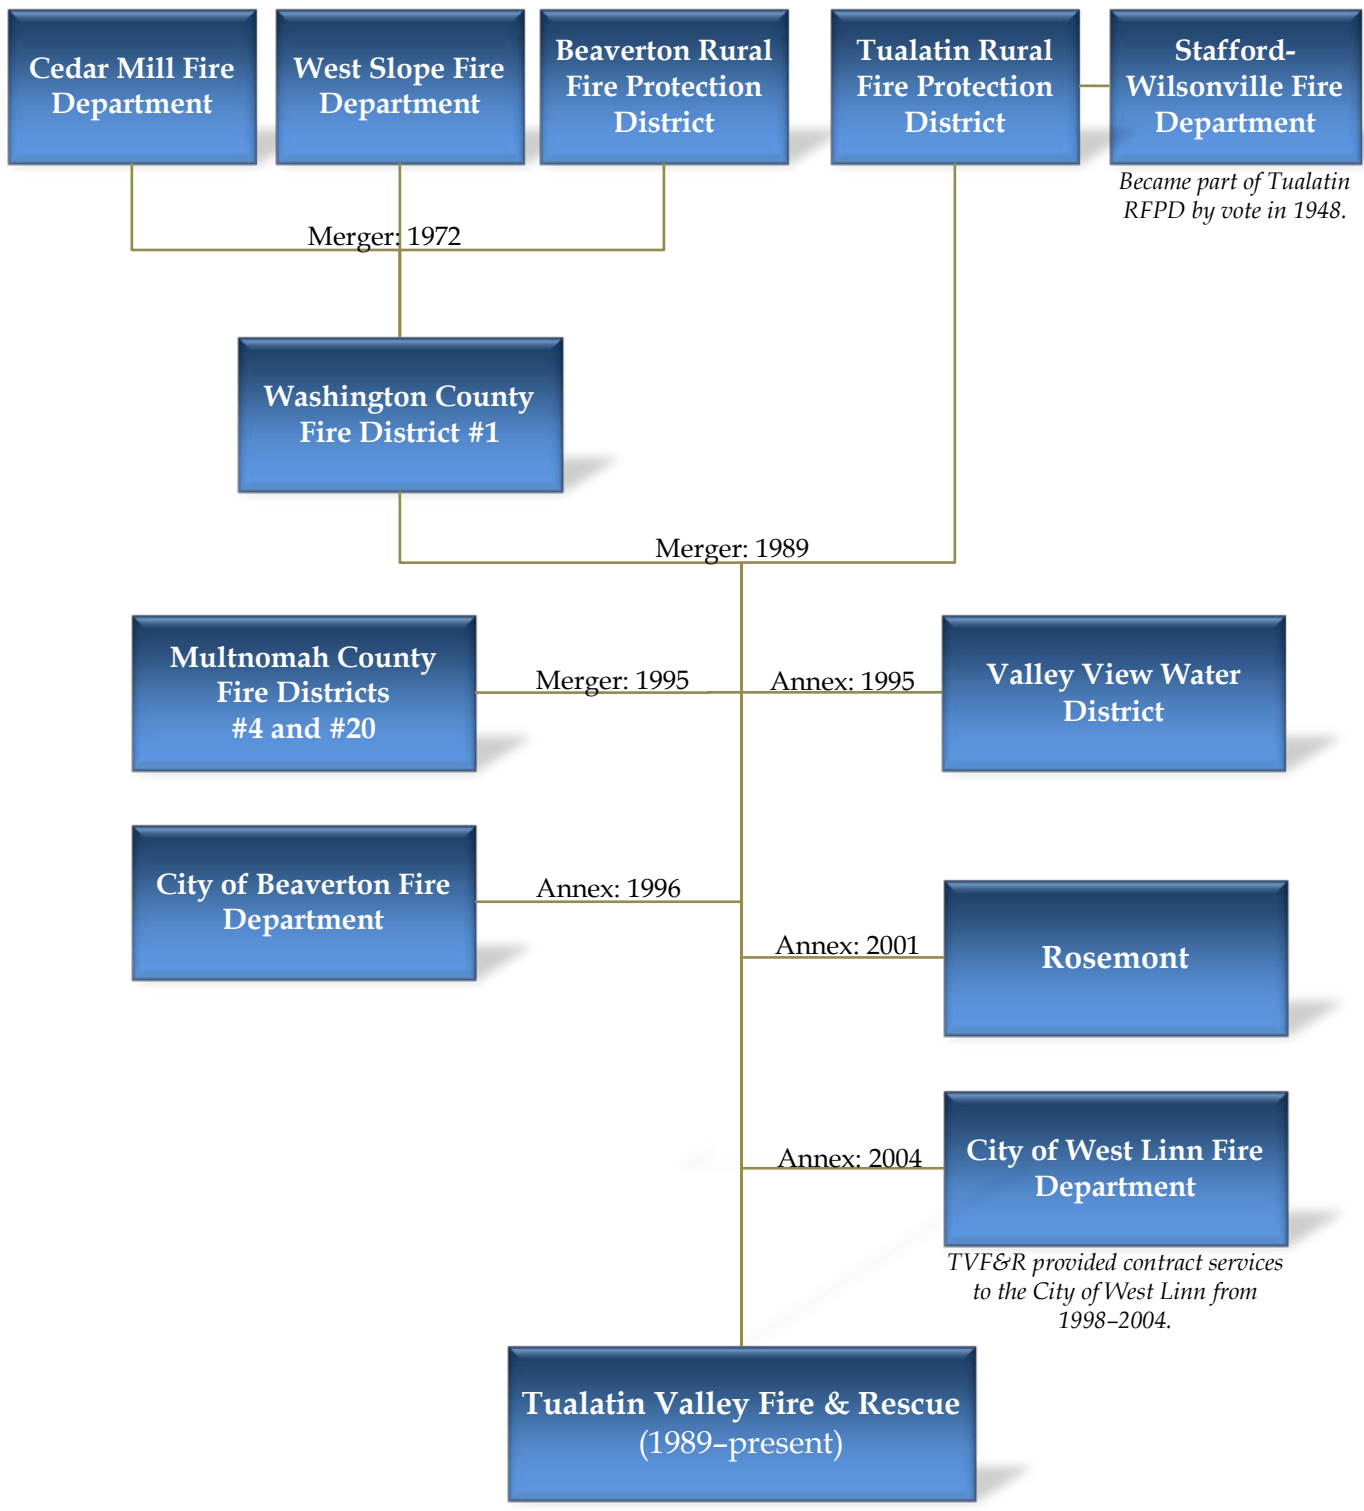 Cedar Mill Fire
Department
West Slope Fire
Department
Beaverton Rural
Fire Protection
District
Tualatin Rural
Fire Protection
District
Stafford-
Wilsonville Fire
Department
Became part of Tualatin
RFPD by vote in 1948.
Merger: 1972
Washington County
Fire District #1
Merger: 1989
Multnomah County
Fire Districts
#4 and #20
Merger: 1995
Annex: 1995
Valley View Water
District
City of Beaverton Fire
Department
Annex: 1996
Annex: 2001
Rosemont
Annex: 2004
City of West Linn Fire
Department
TVF&R provided contract services
to the City of West Linn from
1998–2004.
Tualatin Valley Fire & Rescue
(1989–present)